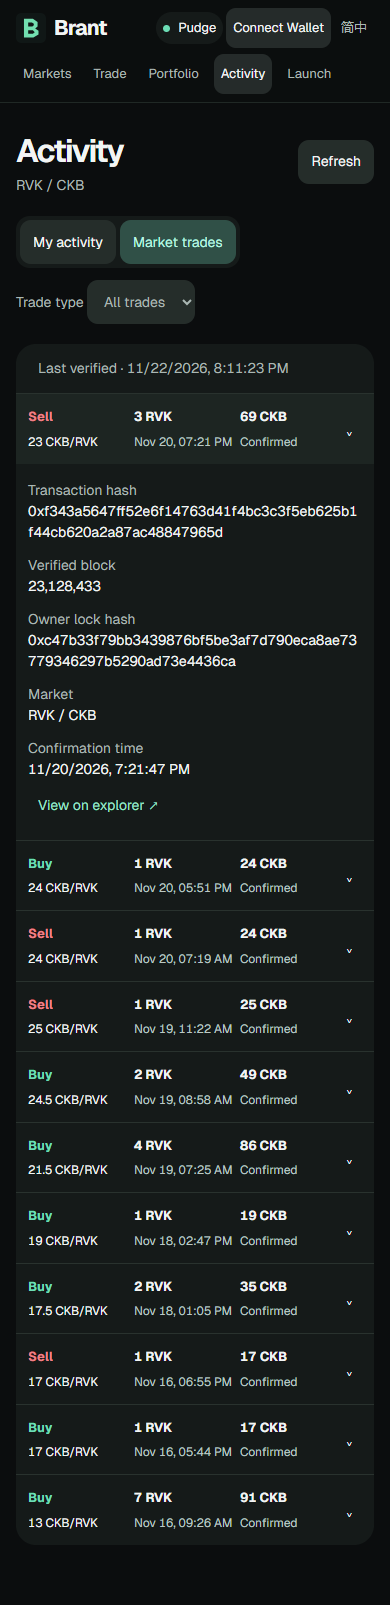 Brant
Pudge
Connect Wallet
简中
Markets
Trade
Portfolio
Activity
Launch
Activity
RVK / CKB
Refresh
My activity
Market trades
Trade type
All trades
Last verified · 11/22/2026, 8:11:23 PM
Sell 3 RVK 69 CKB
23 CKB/RVK Nov 20, 07:21 PM Confirmed
Transaction hash
0xf343a5647ff52e6f14763d41f4bc3c3f5eb625b1
f44cb620a2a87ac48847965d
Verified block
23,128,433
Owner lock hash
0xc47b33f79bb3439876bf5be3af7d790eca8ae73
779346297b5290ad73e4436ca
Market
RVK / CKB
Confirmation time
11/20/2026, 7:21:47 PM
View on explorer ↗
Buy 1 RVK 24 CKB
24 CKB/RVK Nov 20, 05:51 PM Confirmed
Sell 1 RVK 24 CKB
24 CKB/RVK Nov 20, 07:19 AM Confirmed
Sell 1 RVK 25 CKB
25 CKB/RVK Nov 19, 11:22 AM Confirmed
Buy 2 RVK 49 CKB
24.5 CKB/RVK Nov 19, 08:58 AM Confirmed
Buy 4 RVK 86 CKB
21.5 CKB/RVK Nov 19, 07:25 AM Confirmed
Buy 1 RVK 19 CKB
19 CKB/RVK Nov 18, 02:47 PM Confirmed
Buy 2 RVK 35 CKB
17.5 CKB/RVK Nov 18, 01:05 PM Confirmed
Sell 1 RVK 17 CKB
17 CKB/RVK Nov 16, 06:55 PM Confirmed
Buy 1 RVK 17 CKB
17 CKB/RVK Nov 16, 05:44 PM Confirmed
Buy 7 RVK 91 CKB
13 CKB/RVK Nov 16, 09:26 AM Confirmed